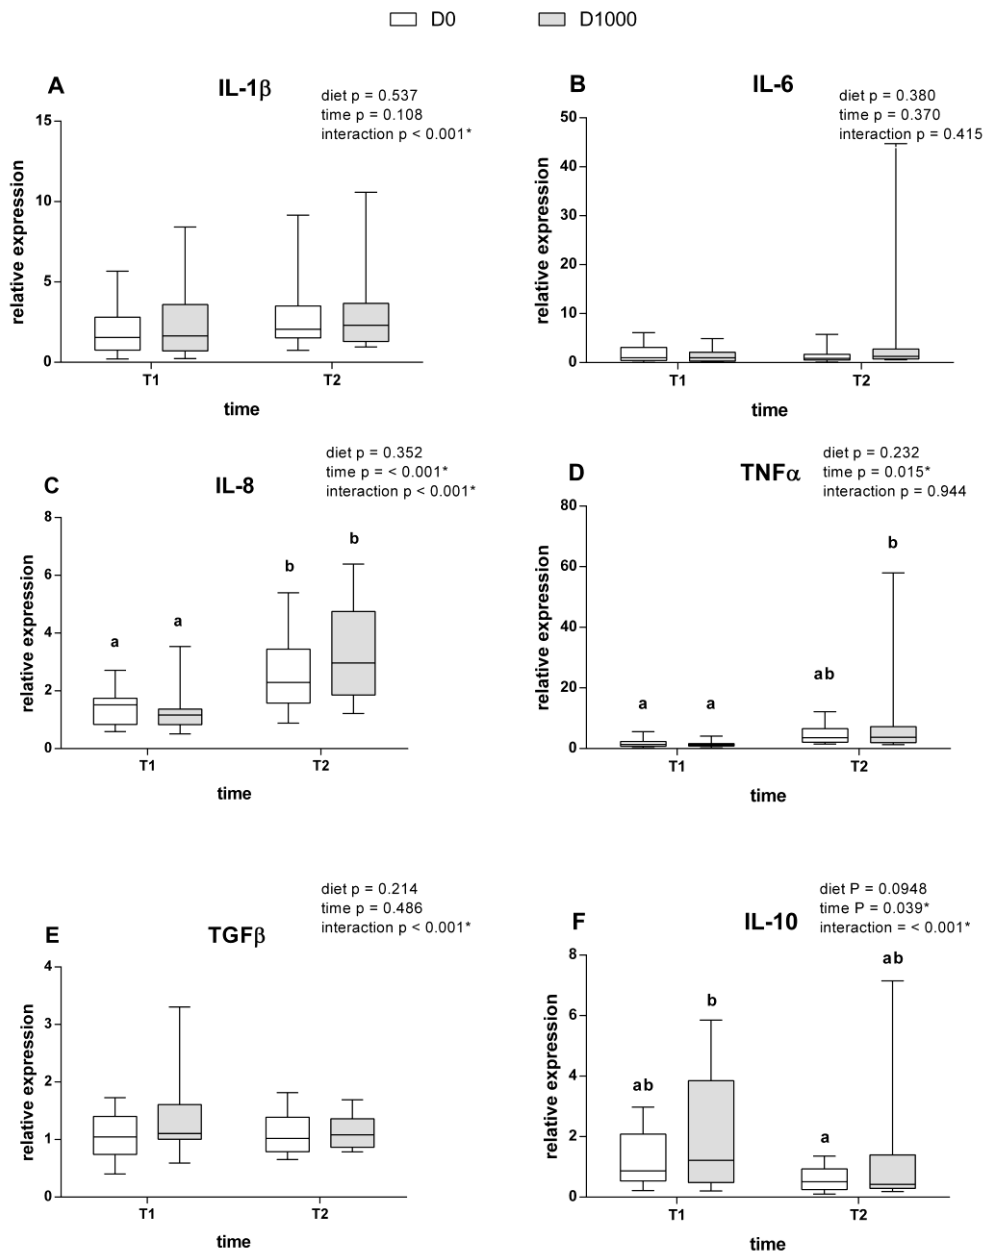 D0 D1000
A IL-1β
diet p = 0.537
time p = 0.108
interaction p < 0.001*
relative expression
15
10
5
0
T1 T2
time
B IL-6
diet p = 0.380
time p = 0.370
interaction p = 0.415
relative expression
50
40
30
20
10
0
T1 T2
time
C IL-8
diet p = 0.352
time p = < 0.001*
interaction p < 0.001*
relative expression
8
6
4
2
0
a a b b
T1 T2
time
D TNFα
diet p = 0.232
time p = 0.015*
interaction p = 0.944
relative expression
80
60
40
20
0
a a ab b
T1 T2
time
E TGFβ
diet p = 0.214
time p = 0.486
interaction p < 0.001*
relative expression
4
3
2
1
0
T1 T2
time
F IL-10
diet P = 0.0948
time P = 0.039*
interaction = < 0.001*
relative expression
8
6
4
2
0
ab b a ab
T1 T2
time